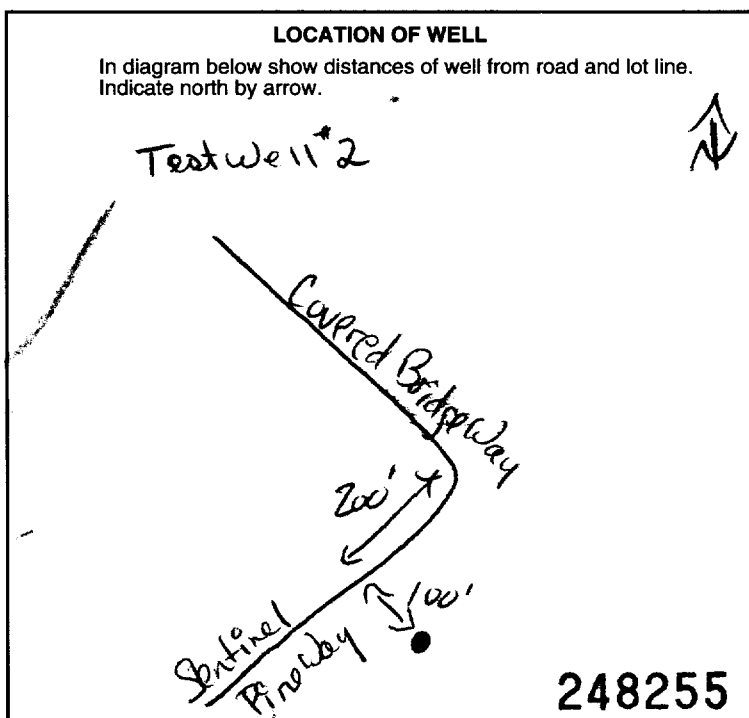 LOCATION OF WELL
In diagram below show distances of well from road and lot line.
Indicate north by arrow.
Test Well #2
N
Covered Bridge Way
200'
100'
Sentinel
Pine Way
248255